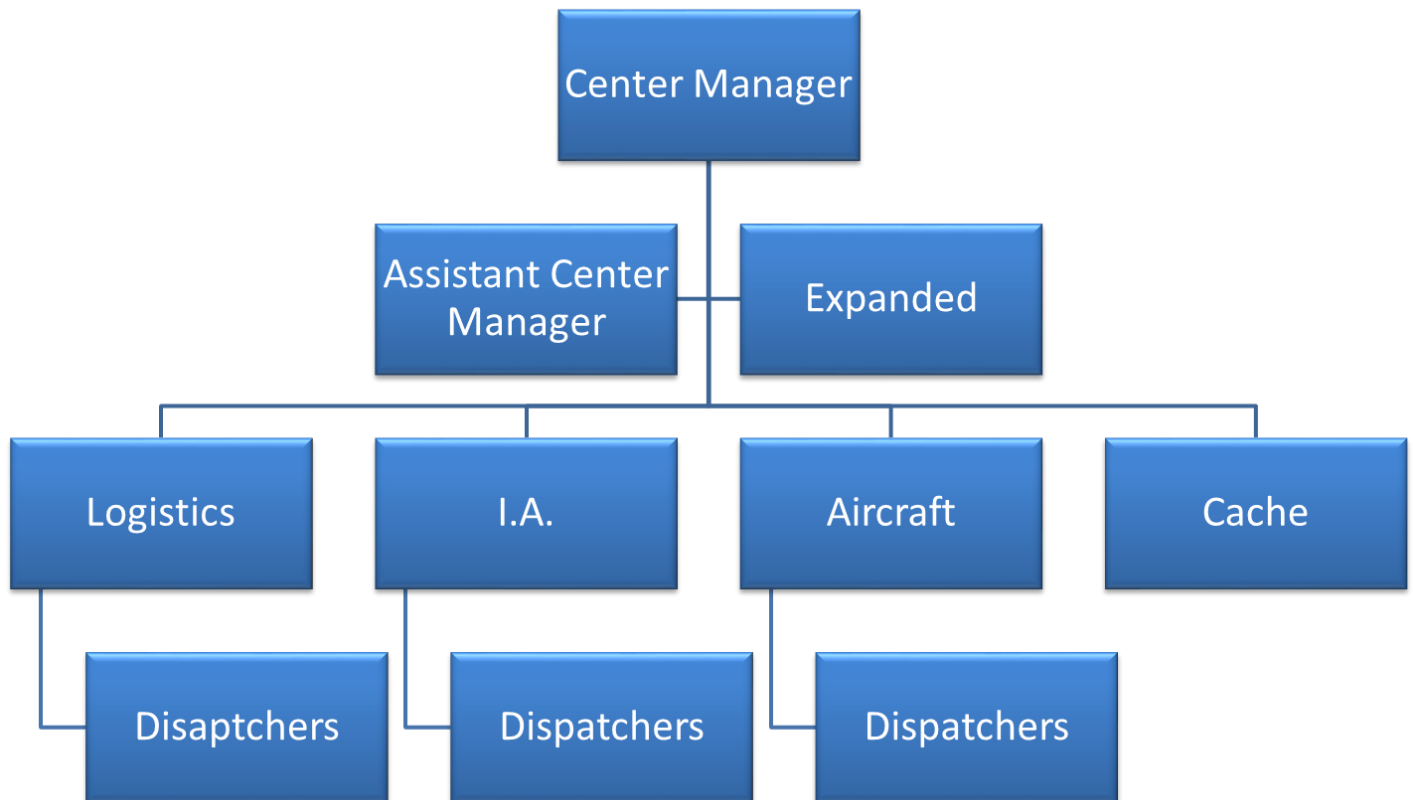 Center Manager
Assistant Center
Manager
Expanded
Logistics
I.A.
Aircraft
Cache
Disaptchers
Dispatchers
Dispatchers